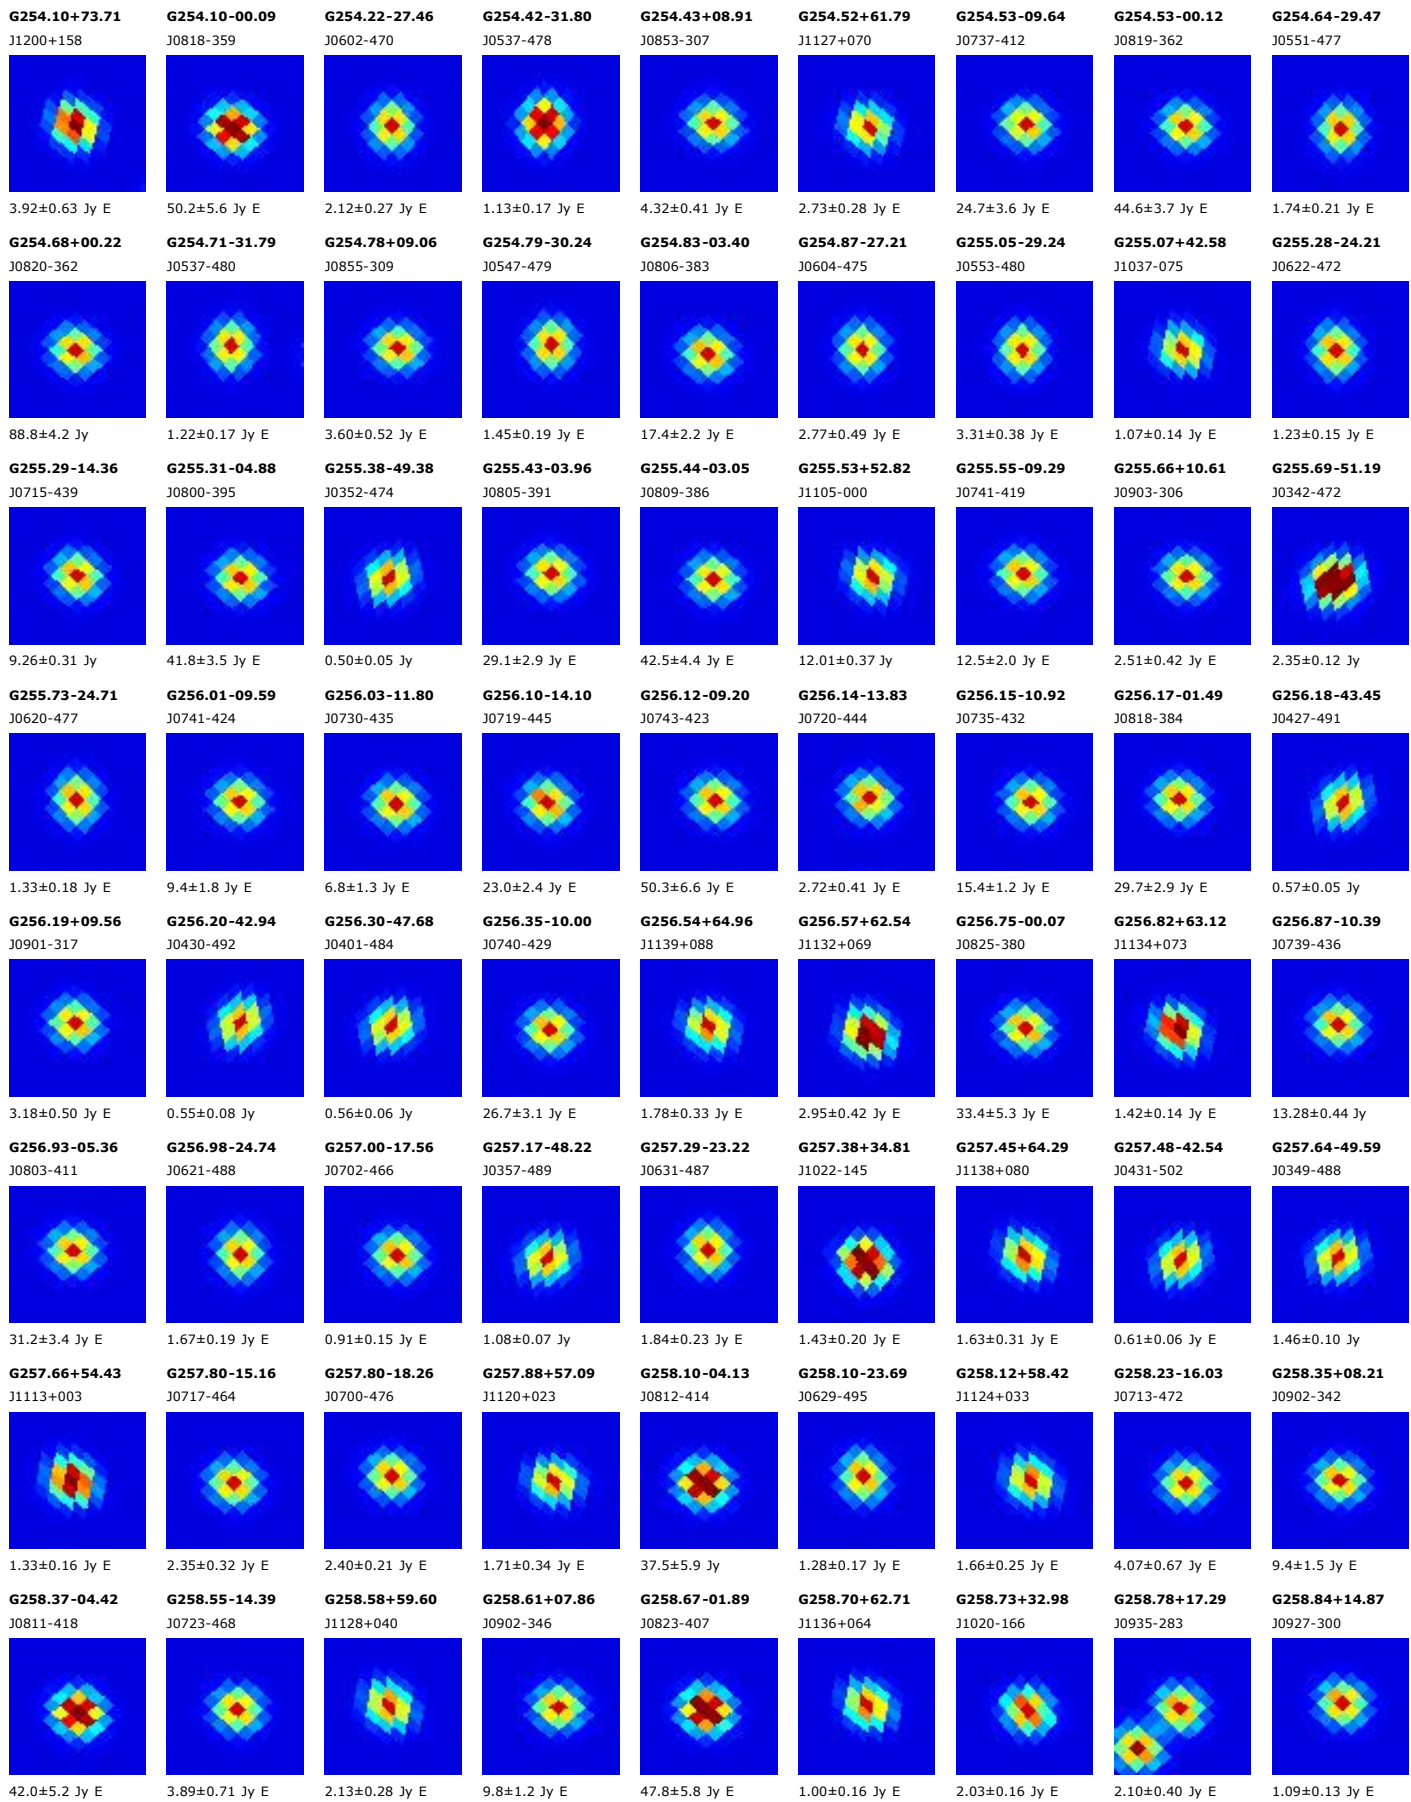 G254.10+73.71 G254.10-00.09 G254.22-27.46 G254.42-31.80 G254.43+08.91 G254.52+61.79 G254.53-09.64 G254.53-00.12 G254.64-29.47
J1200+158 J0818-359 J0602-470 J0537-478 J0853-307 J1127+070 J0737-412 J0819-362 J0551-477
3.92±0.63 Jy E 50.2±5.6 Jy E 2.12±0.27 Jy E 1.13±0.17 Jy E 4.32±0.41 Jy E 2.73±0.28 Jy E 24.7±3.6 Jy E 44.6±3.7 Jy E 1.74±0.21 Jy E
G254.68+00.22 G254.71-31.79 G254.78+09.06 G254.79-30.24 G254.83-03.40 G254.87-27.21 G255.05-29.24 G255.07+42.58 G255.28-24.21
J0820-362 J0537-480 J0855-309 J0547-479 J0806-383 J0604-475 J0553-480 J1037-075 J0622-472
88.8±4.2 Jy 1.22±0.17 Jy E 3.60±0.52 Jy E 1.45±0.19 Jy E 17.4±2.2 Jy E 2.77±0.49 Jy E 3.31±0.38 Jy E 1.07±0.14 Jy E 1.23±0.15 Jy E
G255.29-14.36 G255.31-04.88 G255.38-49.38 G255.43-03.96 G255.44-03.05 G255.53+52.82 G255.55-09.29 G255.66+10.61 G255.69-51.19
J0715-439 J0800-395 J0352-474 J0805-391 J0809-386 J1105-000 J0741-419 J0903-306 J0342-472
9.26±0.31 Jy 41.8±3.5 Jy E 0.50±0.05 Jy 29.1±2.9 Jy E 42.5±4.4 Jy E 12.01±0.37 Jy 12.5±2.0 Jy E 2.51±0.42 Jy E 2.35±0.12 Jy
G255.73-24.71 G256.01-09.59 G256.03-11.80 G256.10-14.10 G256.12-09.20 G256.14-13.83 G256.15-10.92 G256.17-01.49 G256.18-43.45
J0620-477 J0741-424 J0730-435 J0719-445 J0743-423 J0720-444 J0735-432 J0818-384 J0427-491
1.33±0.18 Jy E 9.4±1.8 Jy E 6.8±1.3 Jy E 23.0±2.4 Jy E 50.3±6.6 Jy E 2.72±0.41 Jy E 15.4±1.2 Jy E 29.7±2.9 Jy E 0.57±0.05 Jy
G256.19+09.56 G256.20-42.94 G256.30-47.68 G256.35-10.00 G256.54+64.96 G256.57+62.54 G256.75-00.07 G256.82+63.12 G256.87-10.39
J0901-317 J0430-492 J0401-484 J0740-429 J1139+088 J1132+069 J0825-380 J1134+073 J0739-436
3.18±0.50 Jy E 0.55±0.08 Jy 0.56±0.06 Jy 26.7±3.1 Jy E 1.78±0.33 Jy E 2.95±0.42 Jy E 33.4±5.3 Jy E 1.42±0.14 Jy E 13.28±0.44 Jy
G256.93-05.36 G256.98-24.74 G257.00-17.56 G257.17-48.22 G257.29-23.22 G257.38+34.81 G257.45+64.29 G257.48-42.54 G257.64-49.59
J0803-411 J0621-488 J0702-466 J0357-489 J0631-487 J1022-145 J1138+080 J0431-502 J0349-488
31.2±3.4 Jy E 1.67±0.19 Jy E 0.91±0.15 Jy E 1.08±0.07 Jy 1.84±0.23 Jy E 1.43±0.20 Jy E 1.63±0.31 Jy E 0.61±0.06 Jy E 1.46±0.10 Jy
G257.66+54.43 G257.80-15.16 G257.80-18.26 G257.88+57.09 G258.10-04.13 G258.10-23.69 G258.12+58.42 G258.23-16.03 G258.35+08.21
J1113+003 J0717-464 J0700-476 J1120+023 J0812-414 J0629-495 J1124+033 J0713-472 J0902-342
1.33±0.16 Jy E 2.35±0.32 Jy E 2.40±0.21 Jy E 1.71±0.34 Jy E 37.5±5.9 Jy 1.28±0.17 Jy E 1.66±0.25 Jy E 4.07±0.67 Jy E 9.4±1.5 Jy E
G258.37-04.42 G258.55-14.39 G258.58+59.60 G258.61+07.86 G258.67-01.89 G258.70+62.71 G258.73+32.98 G258.78+17.29 G258.84+14.87
J0811-418 J0723-468 J1128+040 J0902-346 J0823-407 J1136+064 J1020-166 J0935-283 J0927-300
42.0±5.2 Jy E 3.89±0.71 Jy E 2.13±0.28 Jy E 9.8±1.2 Jy E 47.8±5.8 Jy E 1.00±0.16 Jy E 2.03±0.16 Jy E 2.10±0.40 Jy E 1.09±0.13 Jy E